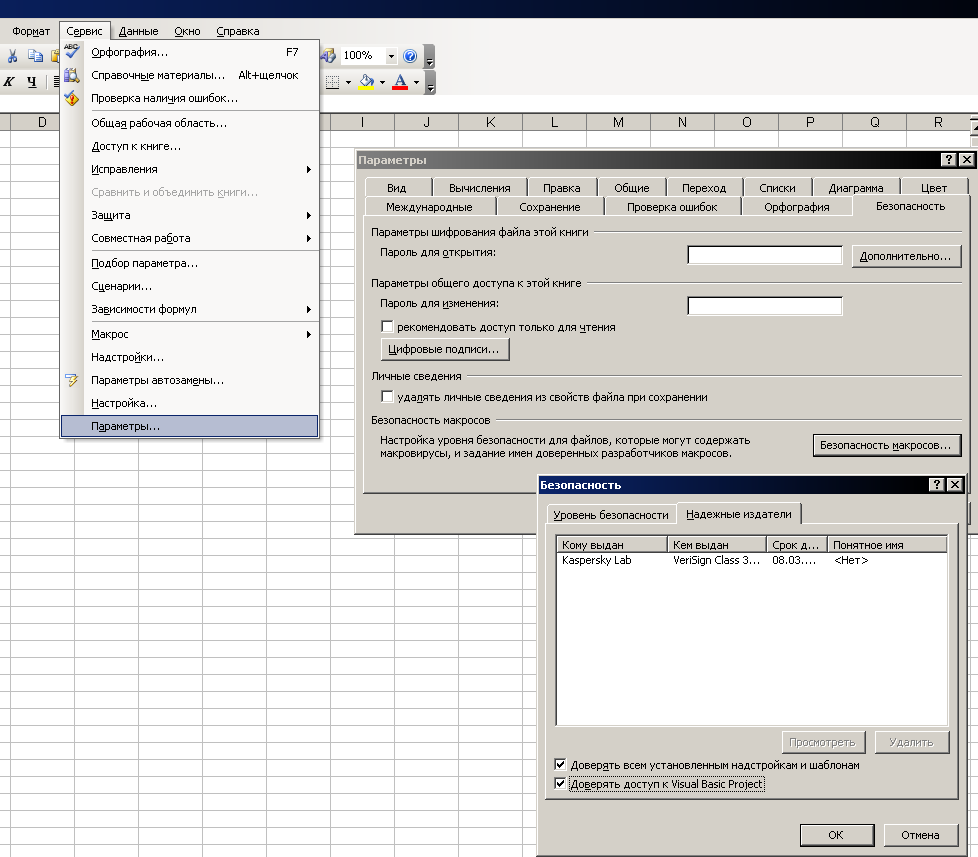 Формат Сервис Данные Окно Справка
100%
Ж Ч
Орфография... F7
Справочные материалы... Alt+щелчок
Проверка наличия ошибок...
Общая рабочая область...
Доступ к книге...
Исправления
Сравнить и объединить книги...
Защита
Совместная работа
Подбор параметра...
Сценарии...
Зависимости формул
Макрос
Надстройки...
Параметры автозамены...
Настройка...
Параметры...
D I J K L M N O P Q R
Параметры
Вид Вычисления Правка Общие Переход Списки Диаграмма Цвет
Международные Сохранение Проверка ошибок Орфография Безопасность
Параметры шифрования файла этой книги
Пароль для открытия: Дополнительно...
Параметры общего доступа к этой книге
Пароль для изменения:
рекомендовать доступ только для чтения
Цифровые подписи...
Личные сведения
удалять личные сведения из свойств файла при сохранении
Безопасность макросов
Настройка уровня безопасности для файлов, которые могут содержать
макровирусы, и задание имен доверенных разработчиков макросов.
Безопасность макросов...
Безопасность
Уровень безопасности Надежные издатели
Кому выдан Кем выдан Срок д... Понятное имя
Kaspersky Lab VeriSign Class 3... 08.03.... <Нет>
Просмотреть Удалить
Доверять всем установленным надстройкам и шаблонам
Доверять доступ к Visual Basic Project
ОК Отмена